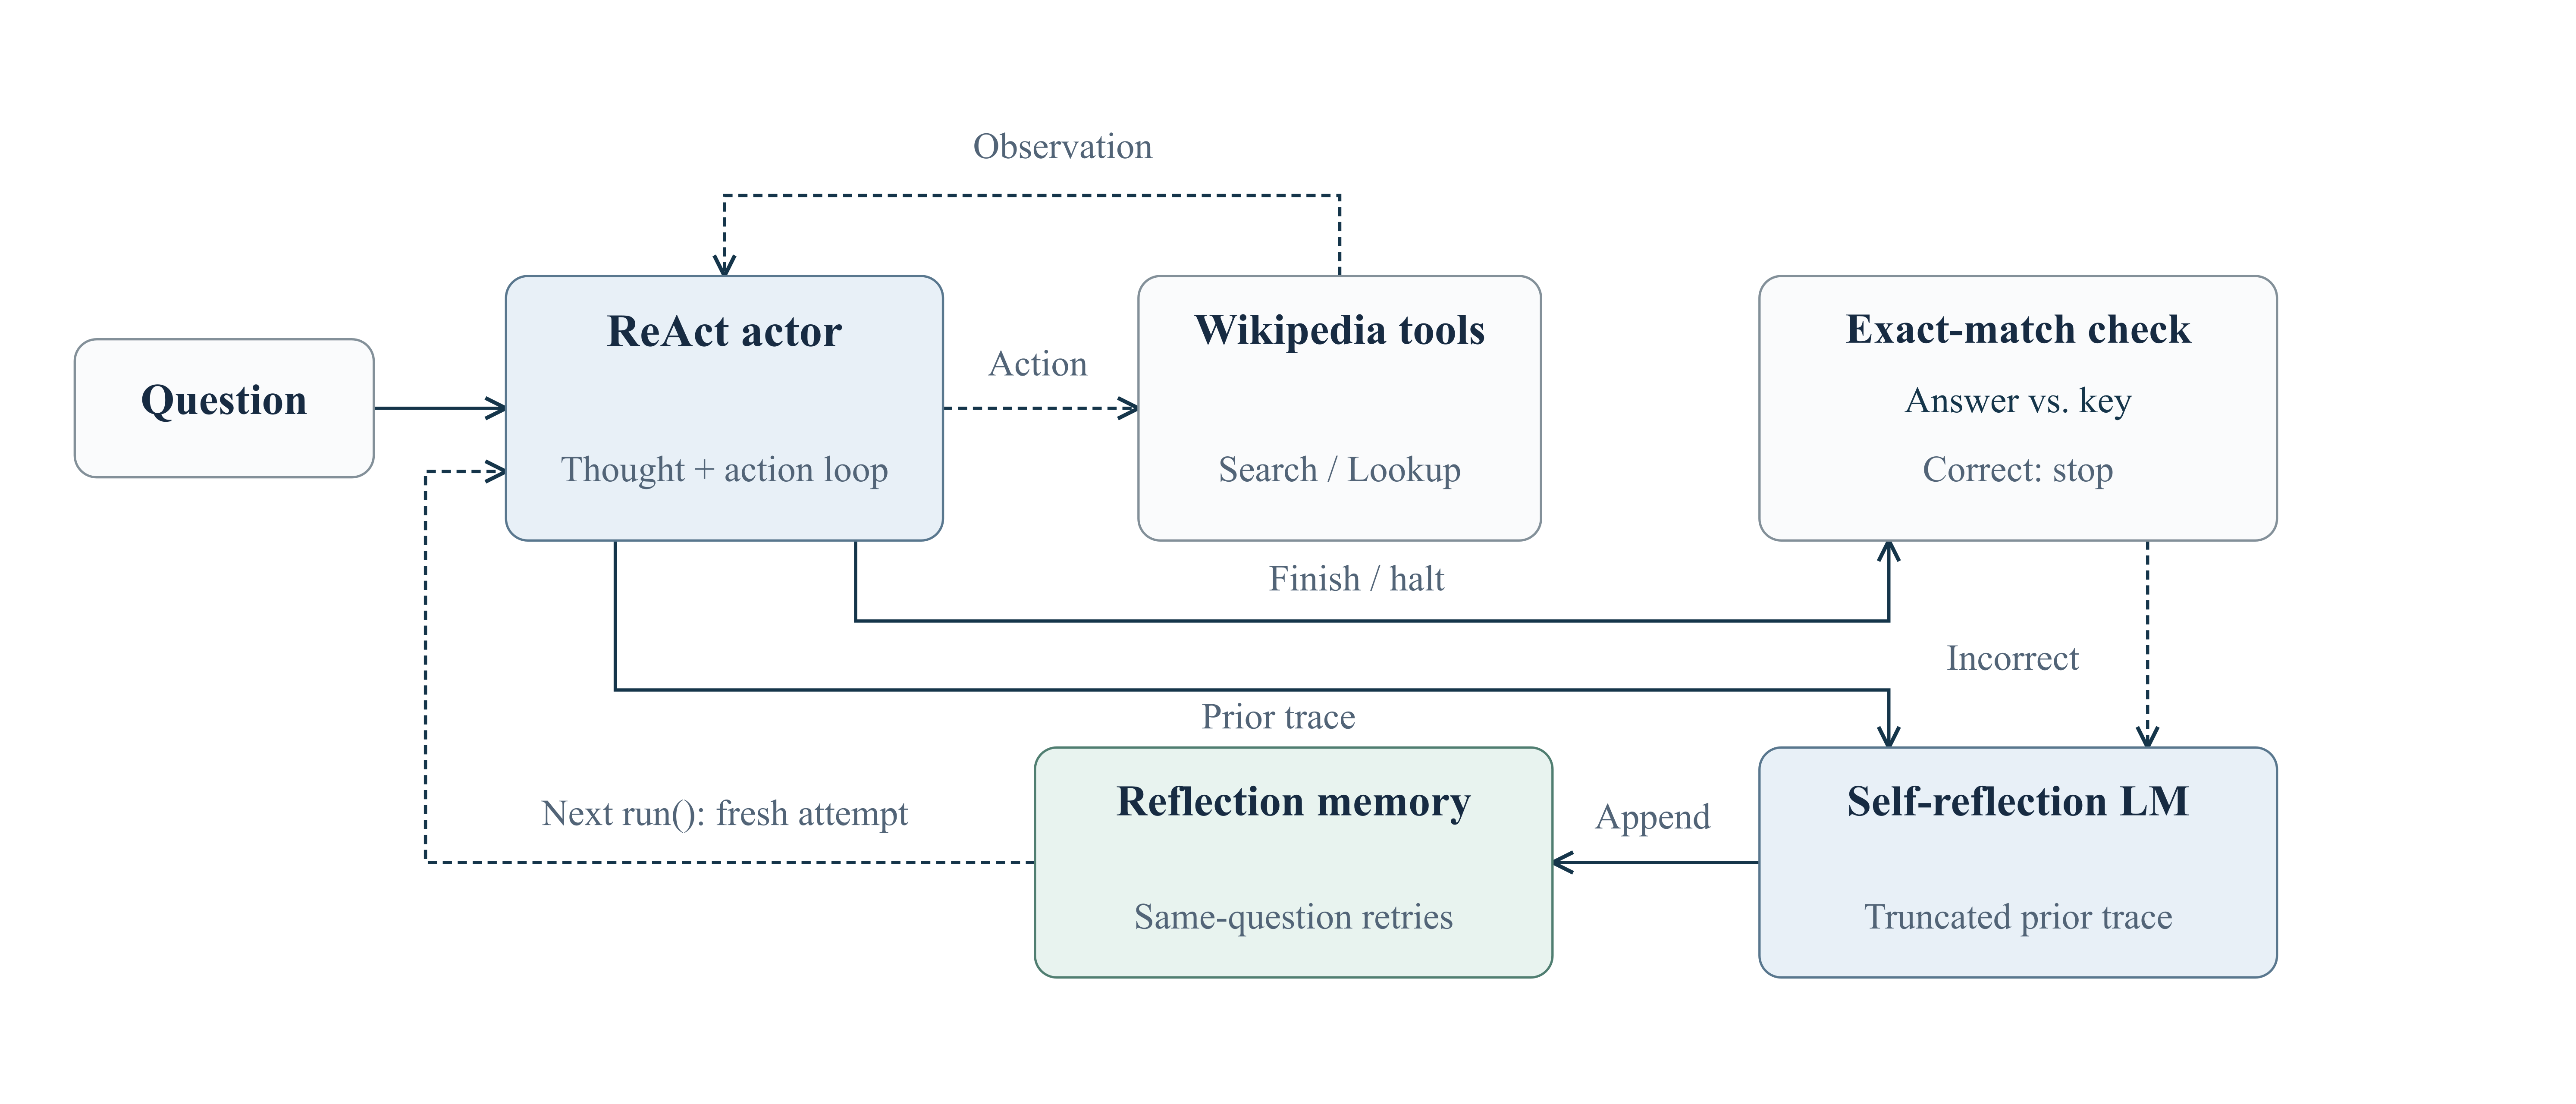 Observation
Question
ReAct actor
Thought + action loop
Action
Wikipedia tools
Search / Lookup
Exact-match check
Answer vs. key
Correct: stop
Finish / halt
Incorrect
Prior trace
Next run(): fresh attempt
Reflection memory
Same-question retries
Append
Self-reflection LM
Truncated prior trace